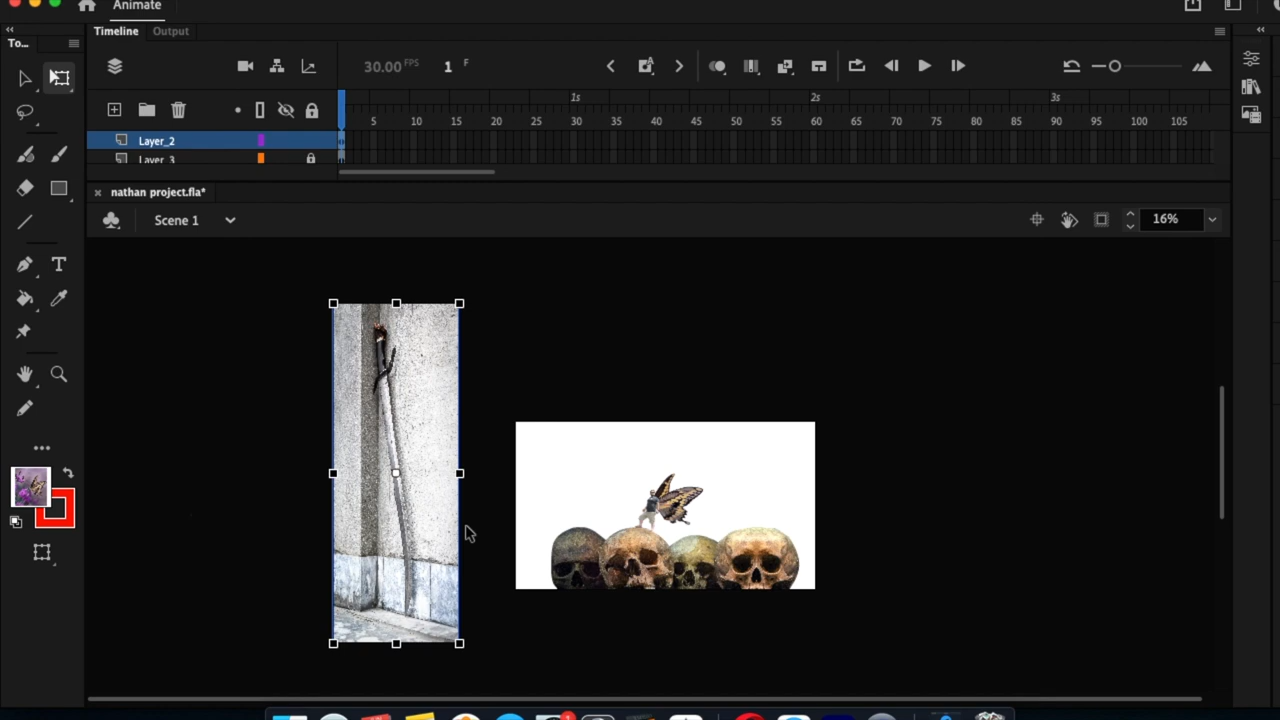 Animate
Timeline Output
To...
30.00 FPS 1 F
1s 2s 3s
5 10 15 20 25 30 35 40 45 50 55 60 65 70 75 80 85 90 95 100 105
Layer_2
Layer_3
nathan project.fla*
Scene 1
16%
T